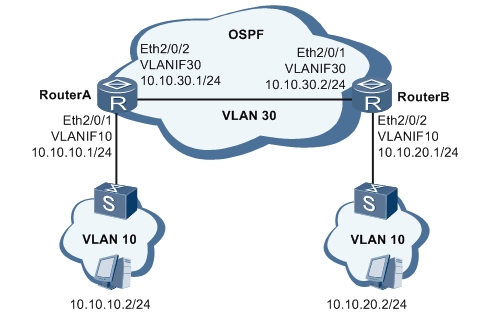 OSPF
Eth2/0/2
VLANIF30
10.10.30.1/24
Eth2/0/1
VLANIF30
10.10.30.2/24
RouterA
R
VLAN 30
R
RouterB
Eth2/0/1
VLANIF10
10.10.10.1/24
Eth2/0/2
VLANIF10
10.10.20.1/24
S
S
VLAN 10
VLAN 10
10.10.10.2/24
10.10.20.2/24